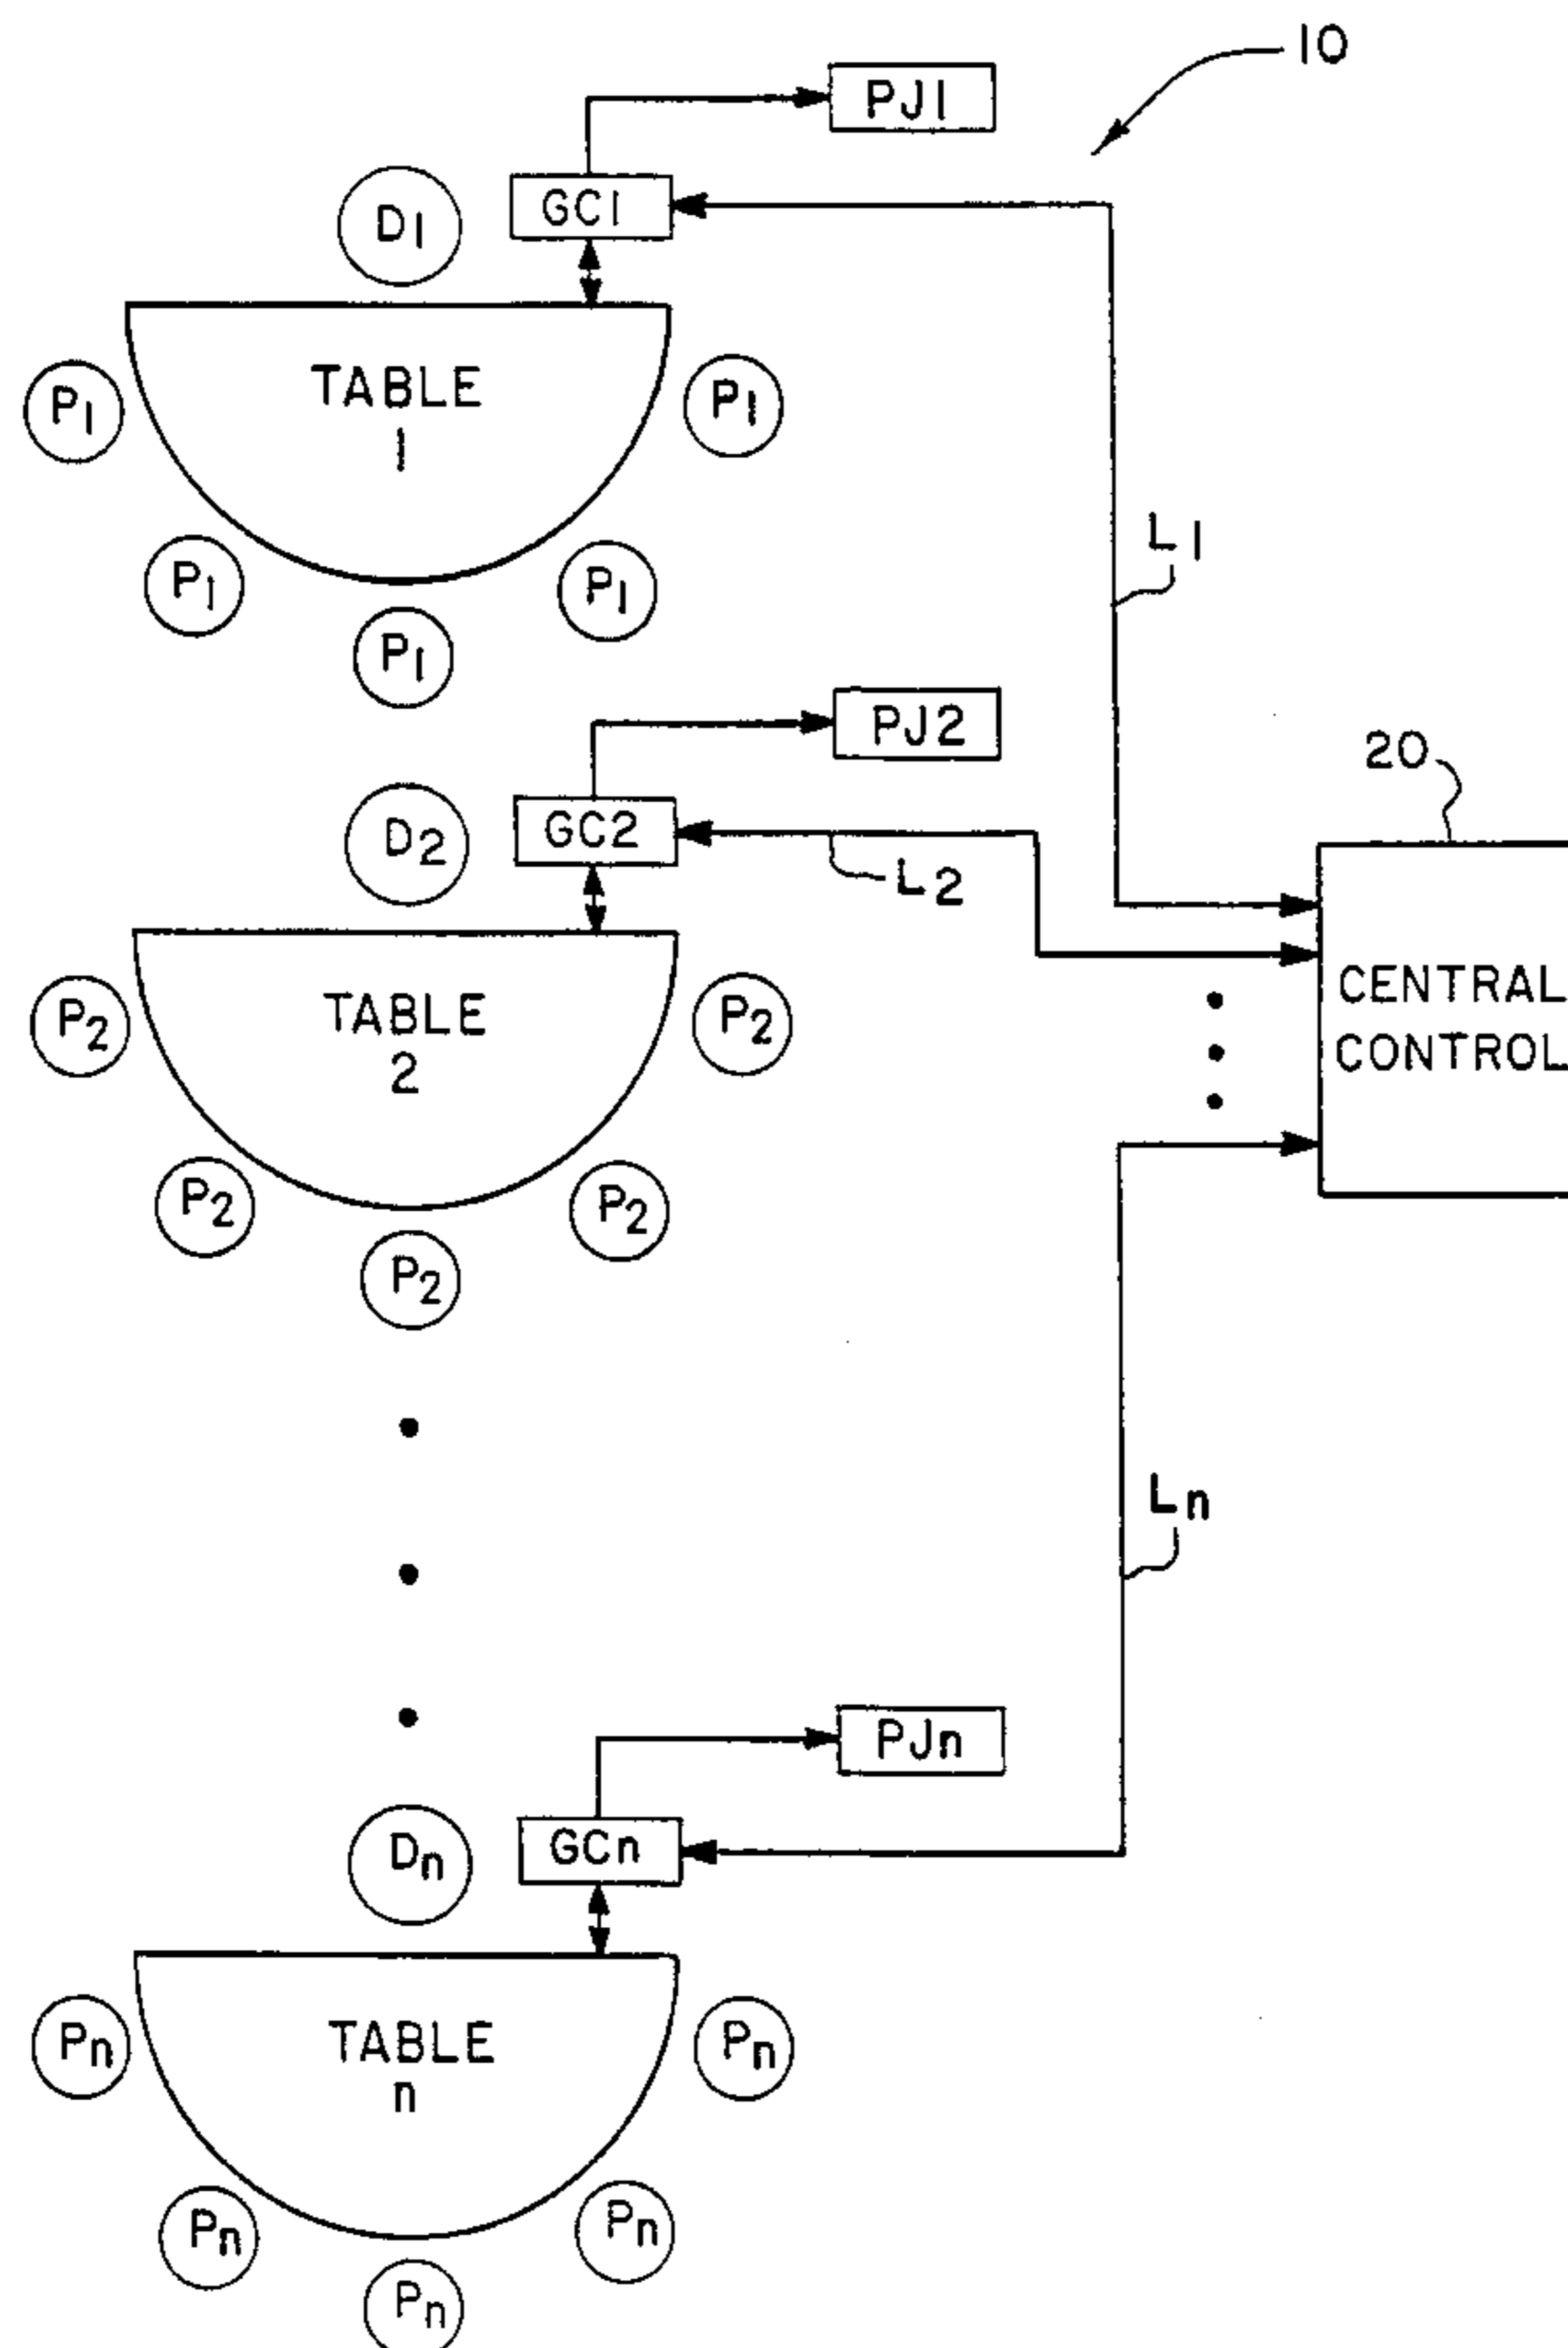 10
PJ1
GC1
D1
TABLE
1
P1
P1
P1
P1
P1
L1
PJ2
20
GC2
D2
L2
TABLE
2
P2
P2
P2
P2
P2
CENTRAL
CONTROL
Ln
PJn
GCn
Dn
TABLE
n
Pn
Pn
Pn
Pn
Pn